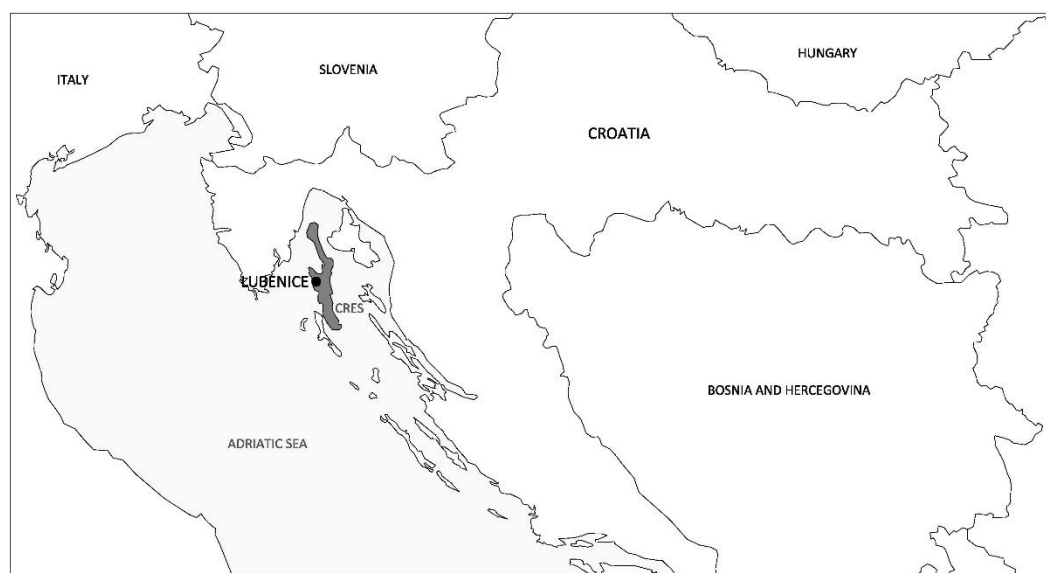 HUNGARY
SLOVENIA
ITALY
CROATIA
LUBENICE
CRES
BOSNIA AND HERCEGOVINA
ADRIATIC SEA